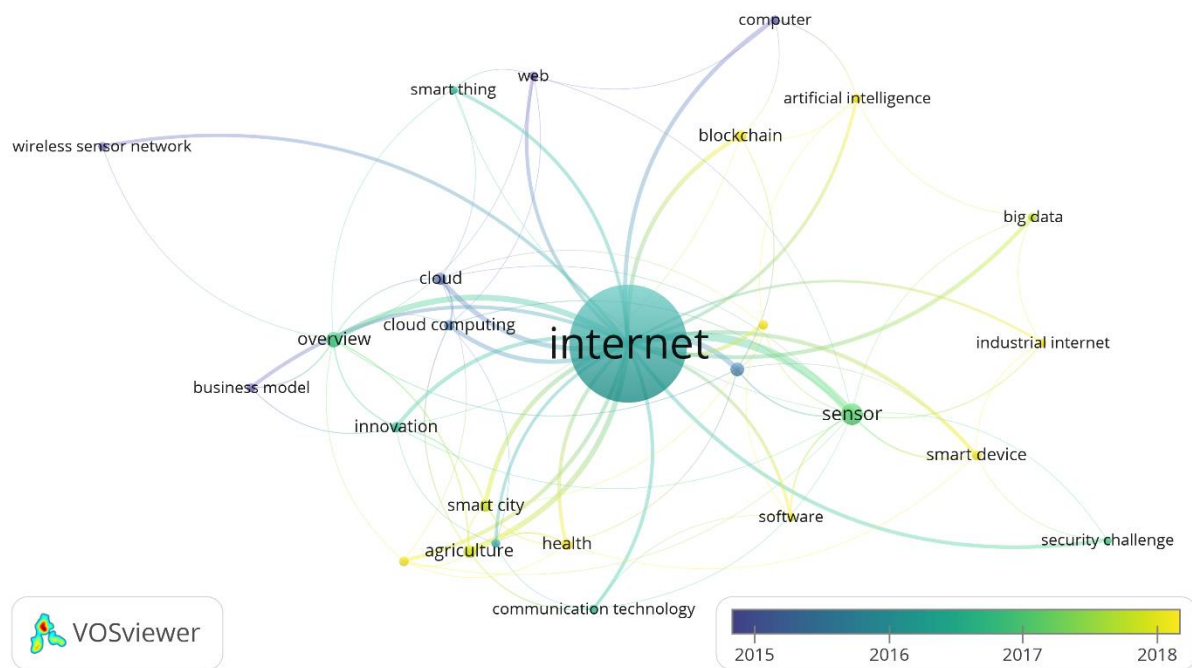 computer
web
smart thing
artificial intelligence
blockchain
wireless sensor network
big data
cloud
cloud computing
overview
internet
industrial internet
business model
sensor
innovation
smart device
smart city
software
agriculture
health
security challenge
communication technology
VOSviewer
2015 2016 2017 2018